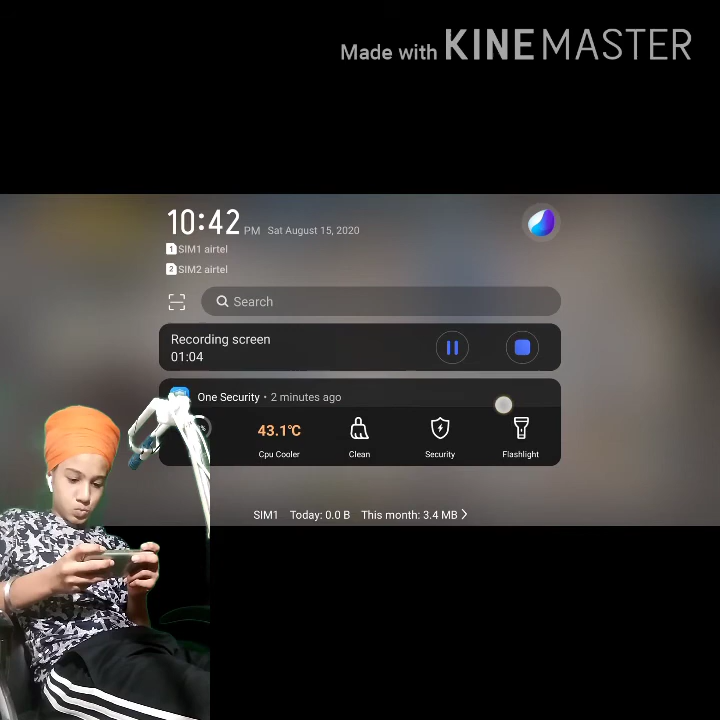 Made with KINEMASTER
10:42 PM Sat August 15, 2020
1 SIM1 airtel
2 SIM2 airtel
Search
Recording screen
01:04
One Security • 2 minutes ago
43.1°C
Cpu Cooler
Clean
Security
Flashlight
SIM1 Today: 0.0 B This month: 3.4 MB >